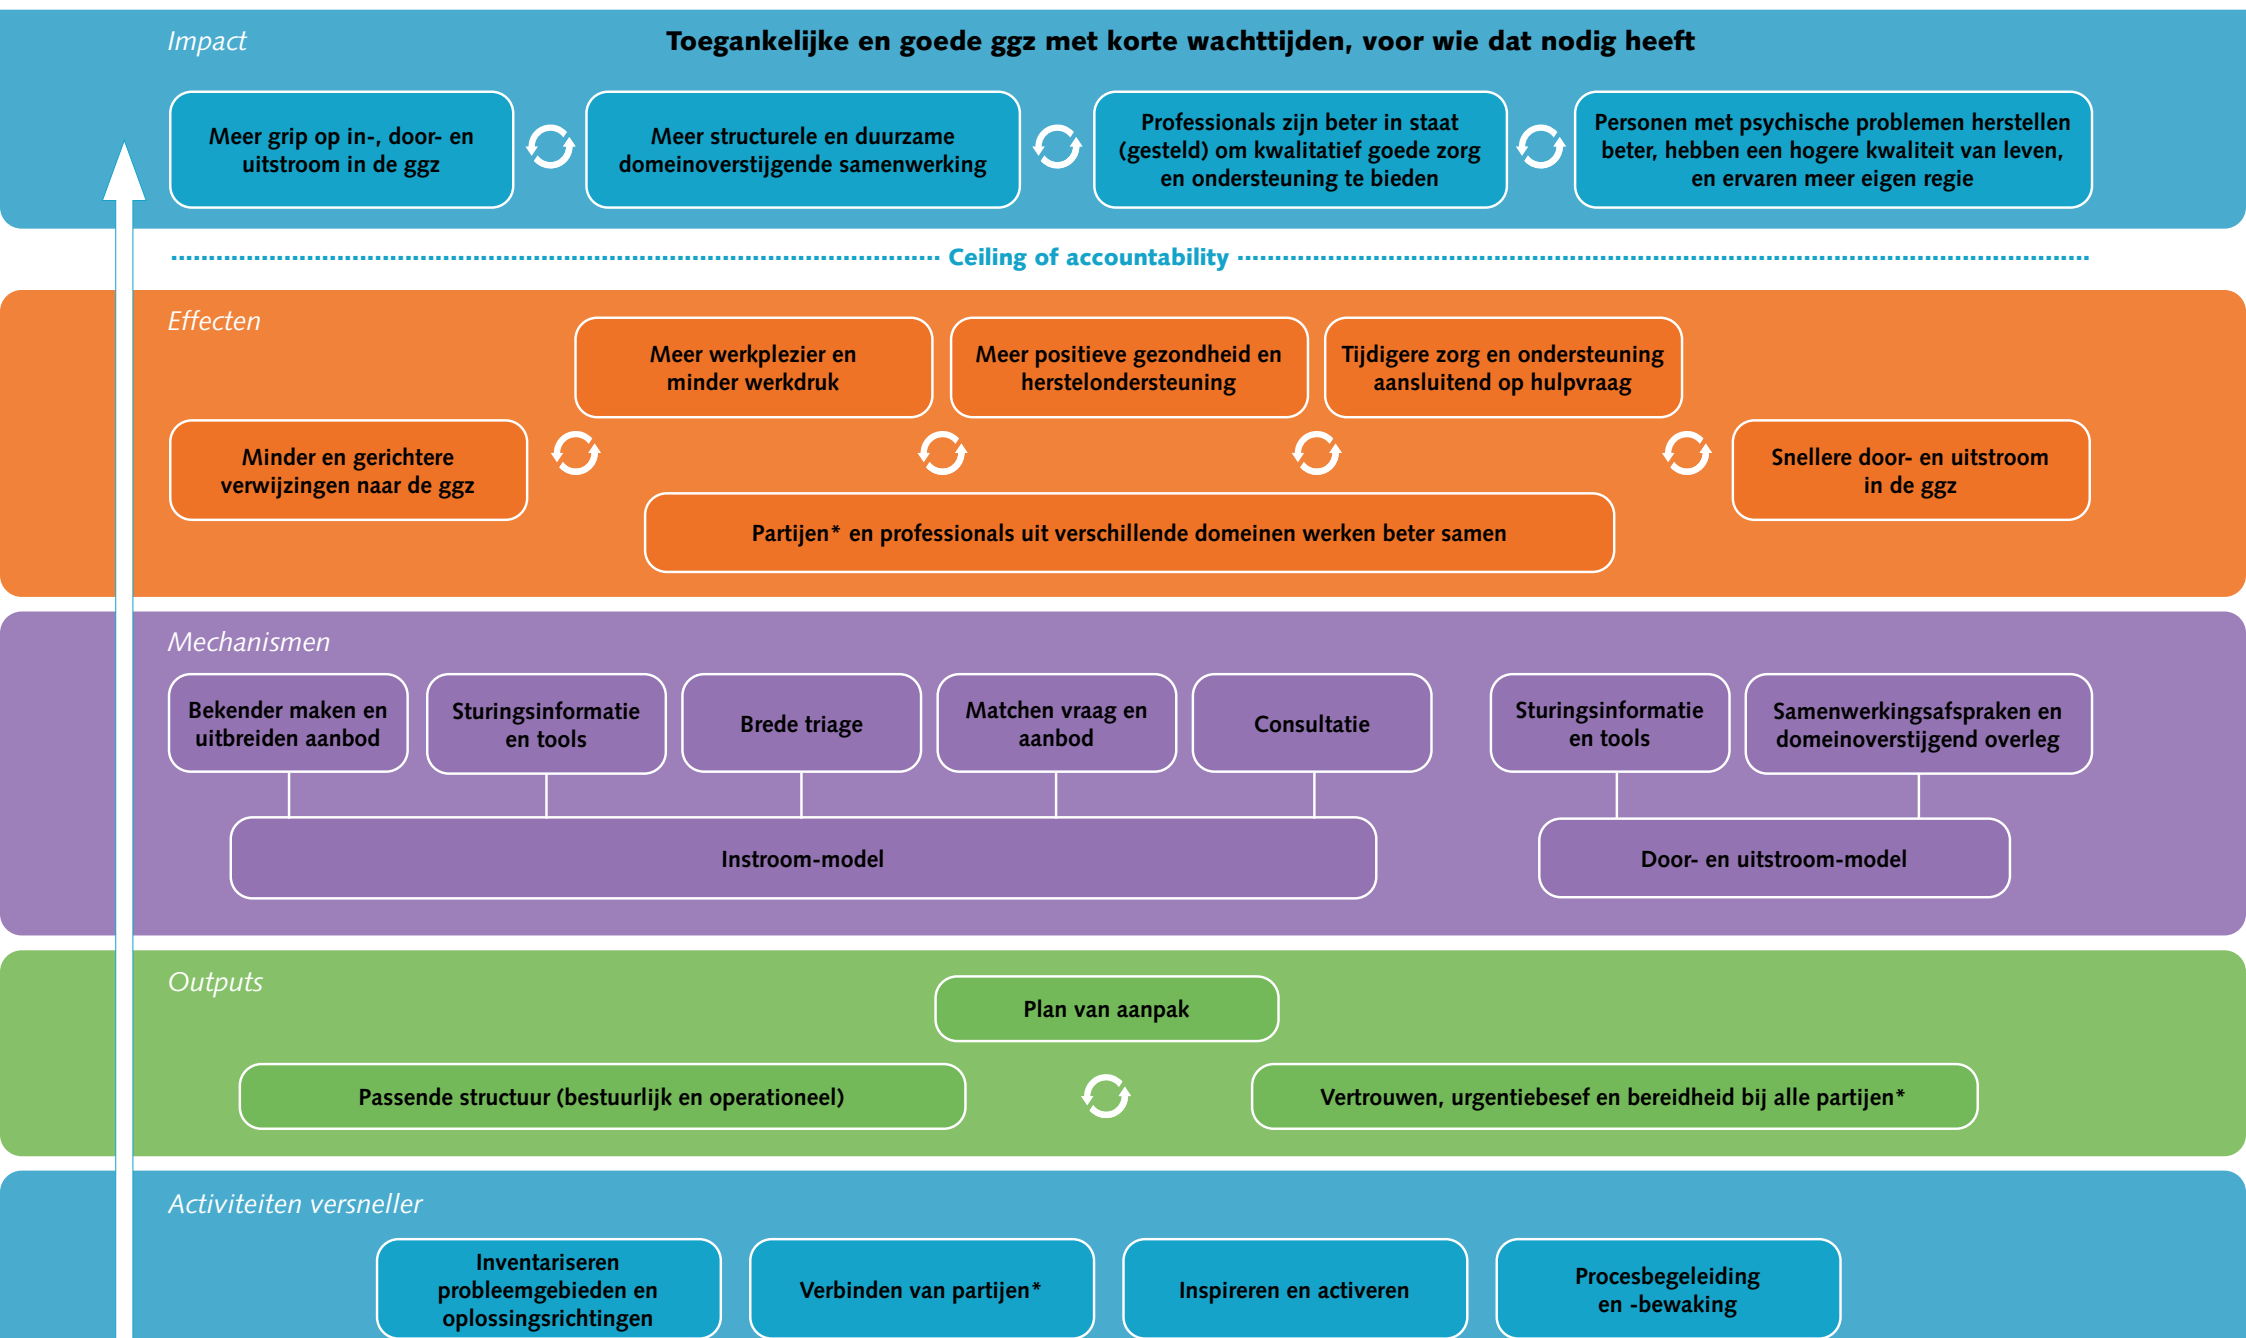 Impact
Toegankelijke en goede ggz met korte wachttijden, voor wie dat nodig heeft
Meer grip op in-, door- en
uitstroom in de ggz
Meer structurele en duurzame
domeinoverstijgende samenwerking
Professionals zijn beter in staat
(gesteld) om kwalitatief goede zorg
en ondersteuning te bieden
Personen met psychische problemen herstellen
beter, hebben een hogere kwaliteit van leven,
en ervaren meer eigen regie
Ceiling of accountability
Effecten
Meer werkplezier en
minder werkdruk
Meer positieve gezondheid en
herstelondersteuning
Tijdigere zorg en ondersteuning
aansluitend op hulpvraag
Minder en gerichtere
verwijzingen naar de ggz
Snellere door- en uitstroom
in de ggz
Partijen* en professionals uit verschillende domeinen werken beter samen
Mechanismen
Bekender maken en
uitbreiden aanbod
Sturingsinformatie
en tools
Brede triage
Matchen vraag en
aanbod
Consultatie
Sturingsinformatie
en tools
Samenwerkingsafspraken en
domeinoverstijgend overleg
Instroom-model
Door- en uitstroom-model
Outputs
Plan van aanpak
Passende structuur (bestuurlijk en operationeel)
Vertrouwen, urgentiebesef en bereidheid bij alle partijen*
Activiteiten versneller
Inventariseren
probleemgebieden en
oplossingsrichtingen
Verbinden van partijen*
Inspireren en activeren
Procesbegeleiding
en -bewaking